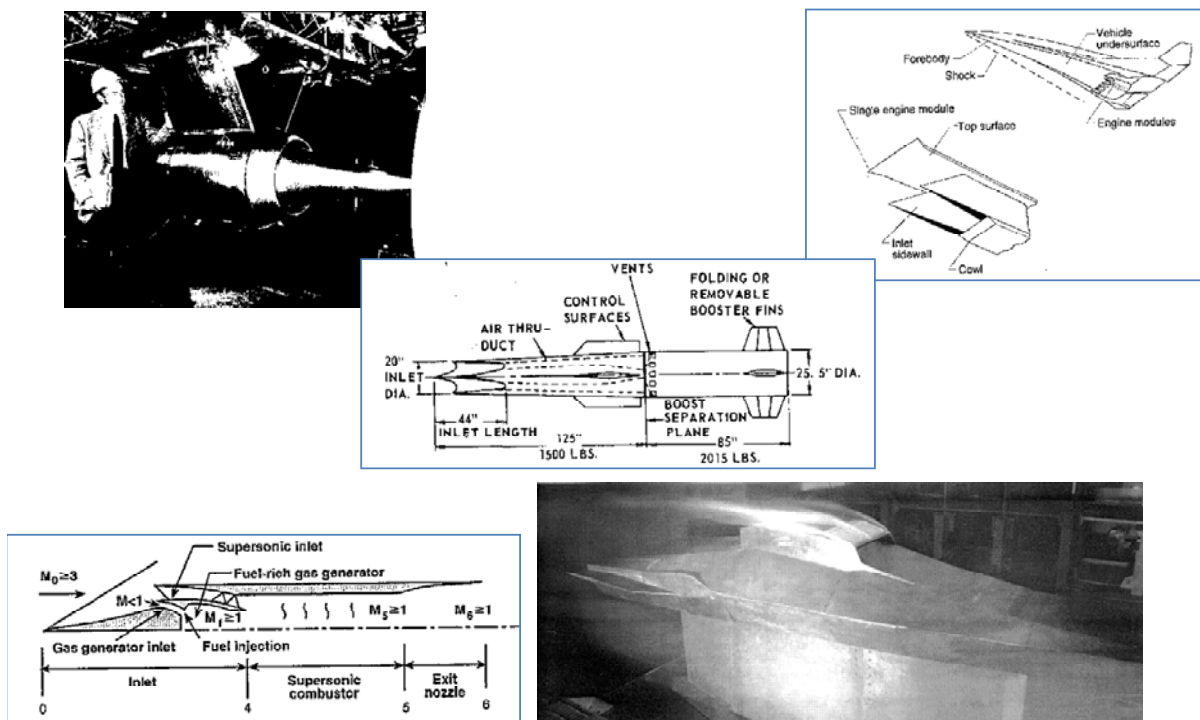 Vehicle
undersurface
Forebody
Shock
Single engine module
Top surface
Engine modules
Inlet
sidewall
Cowl
VENTS
FOLDING OR
REMOVABLE
BOOSTER FINS
CONTROL
SURFACES
AIR THRU-
DUCT
20"
INLET
DIA.
25. 5" DIA.
44"
INLET LENGTH
BOOST
SEPARATION
PLANE
125"
1500 LBS.
85"
2015 LBS.
Supersonic inlet
M₀≥3
Fuel-rich gas generator
M<1
M₁≥1
M₅≥1
M₆≥1
Gas generator inlet
Fuel injection
Inlet
Supersonic
combustor
Exit
nozzle
0
4
5
6